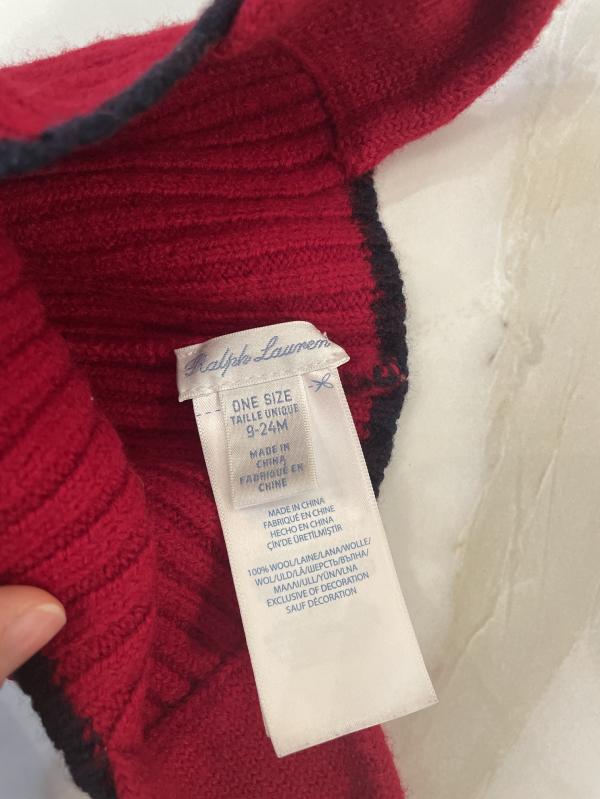 Ralph Lauren
ONE SIZE
TAILLE UNIQUE
9-24M
MADE IN
CHINA
FABRIQUÉ EN
CHINE
MADE IN CHINA
FABRIQUÉ EN CHINE
HECHO EN CHINA
ÇİN'DE ÜRETİLMİŞTİR
100% WOOL/LAINE/LANA/WOLLE/
WOL/ULD/LÃ/ШЕРСТЬ/ВЪЛНА/
ΜΑΛΛΙ/ULL/YÜN/VLNA
EXCLUSIVE OF DECORATION
SAUF DÉCORATION